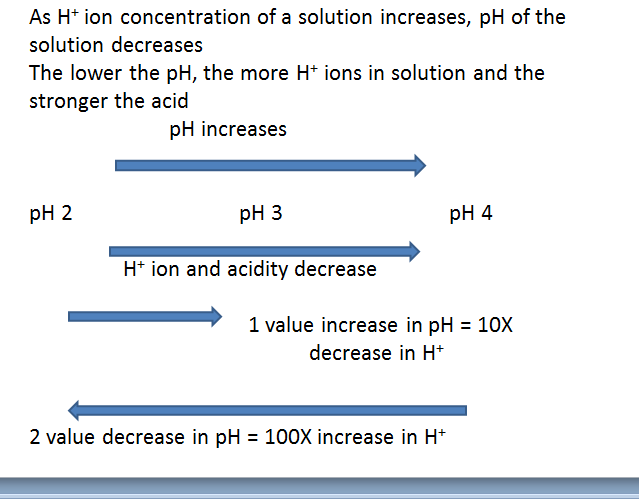 As H⁺ ion concentration of a solution increases, pH of the
solution decreases
The lower the pH, the more H⁺ ions in solution and the
stronger the acid
pH increases
pH 2 pH 3 pH 4
H⁺ ion and acidity decrease
1 value increase in pH = 10X
decrease in H⁺
2 value decrease in pH = 100X increase in H⁺